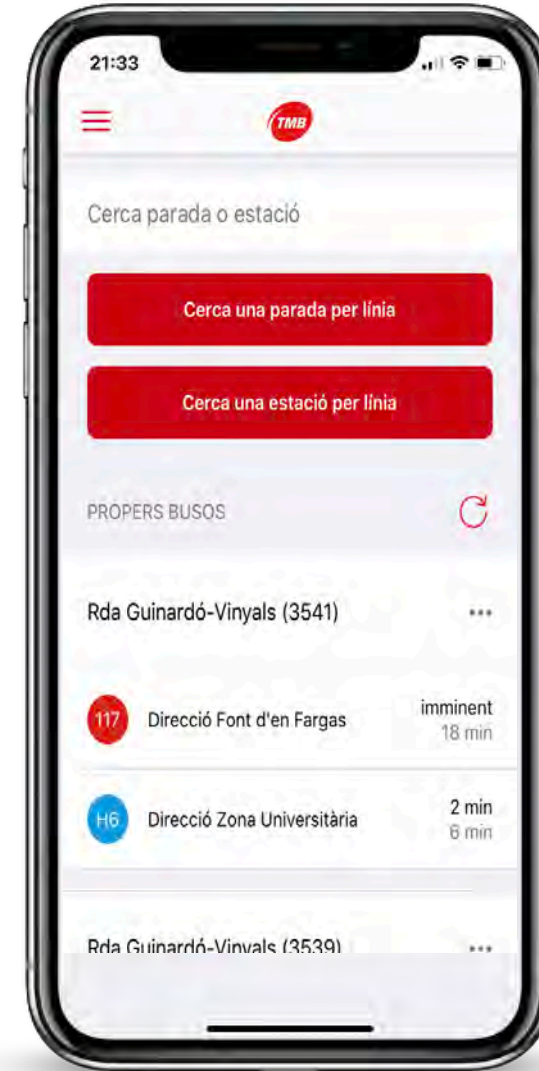 21:33
TMB
Cerca parada o estació
Cerca una parada per línia
Cerca una estació per línia
PROPERS BUSOS
Rda Guinardó-Vinyals (3541)
117 Direcció Font d'en Fargas imminent
18 min
H6 Direcció Zona Universitària 2 min
6 min
Rda Guinardó-Vinyals (3539)